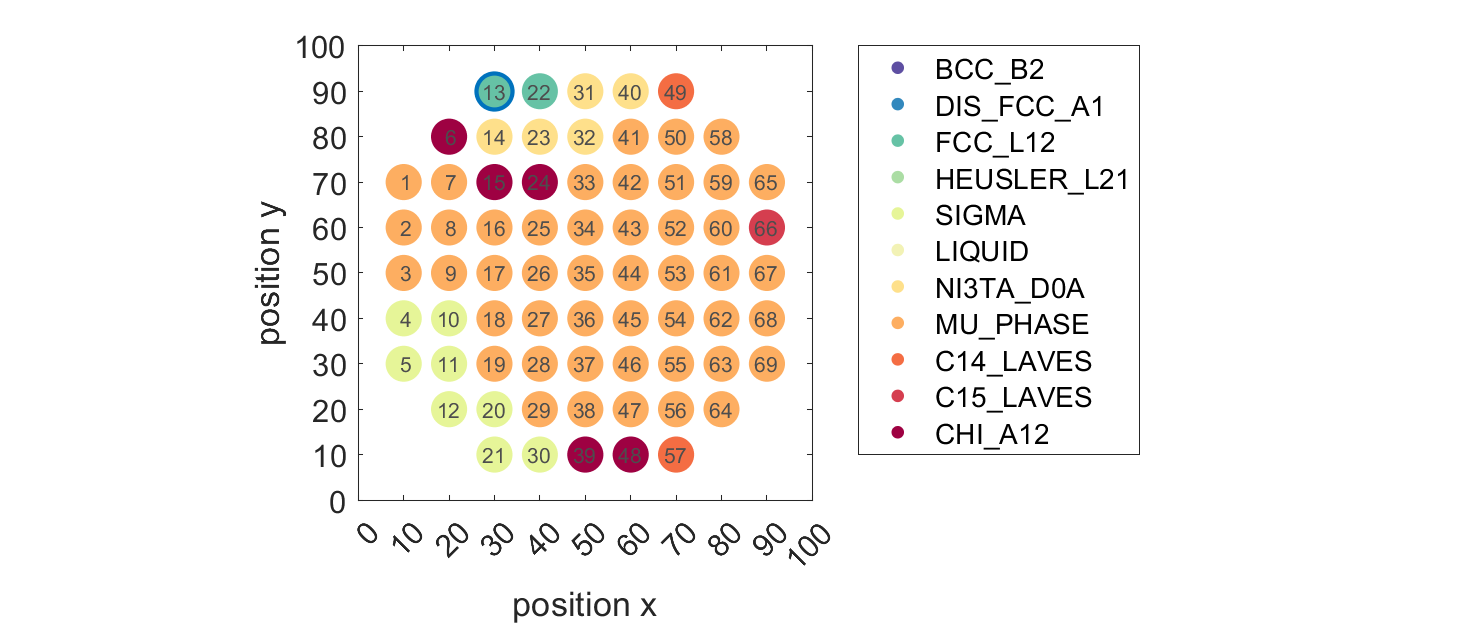 100
90
80
70
60
50
40
30
20
10
0
13 22 31 40 49
6 14 23 32 41 50 58
1 7 15 24 33 42 51 59 65
2 8 16 25 34 43 52 60 66
3 9 17 26 35 44 53 61 67
4 10 18 27 36 45 54 62 68
5 11 19 28 37 46 55 63 69
12 20 29 38 47 56 64
21 30 39 48 57
0 10 20 30 40 50 60 70 80 90 100
position x
position y
BCC_B2
DIS_FCC_A1
FCC_L12
HEUSLER_L21
SIGMA
LIQUID
NI3TA_D0A
MU_PHASE
C14_LAVES
C15_LAVES
CHI_A12